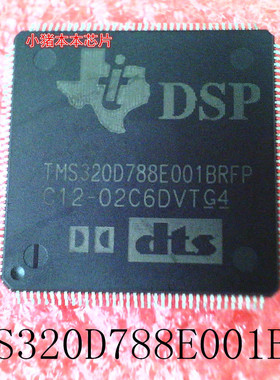 小猪本本芯片
DSP
TMS320D788E001BRFP
C12-02C6DVTG4
dts
S320D788E001B